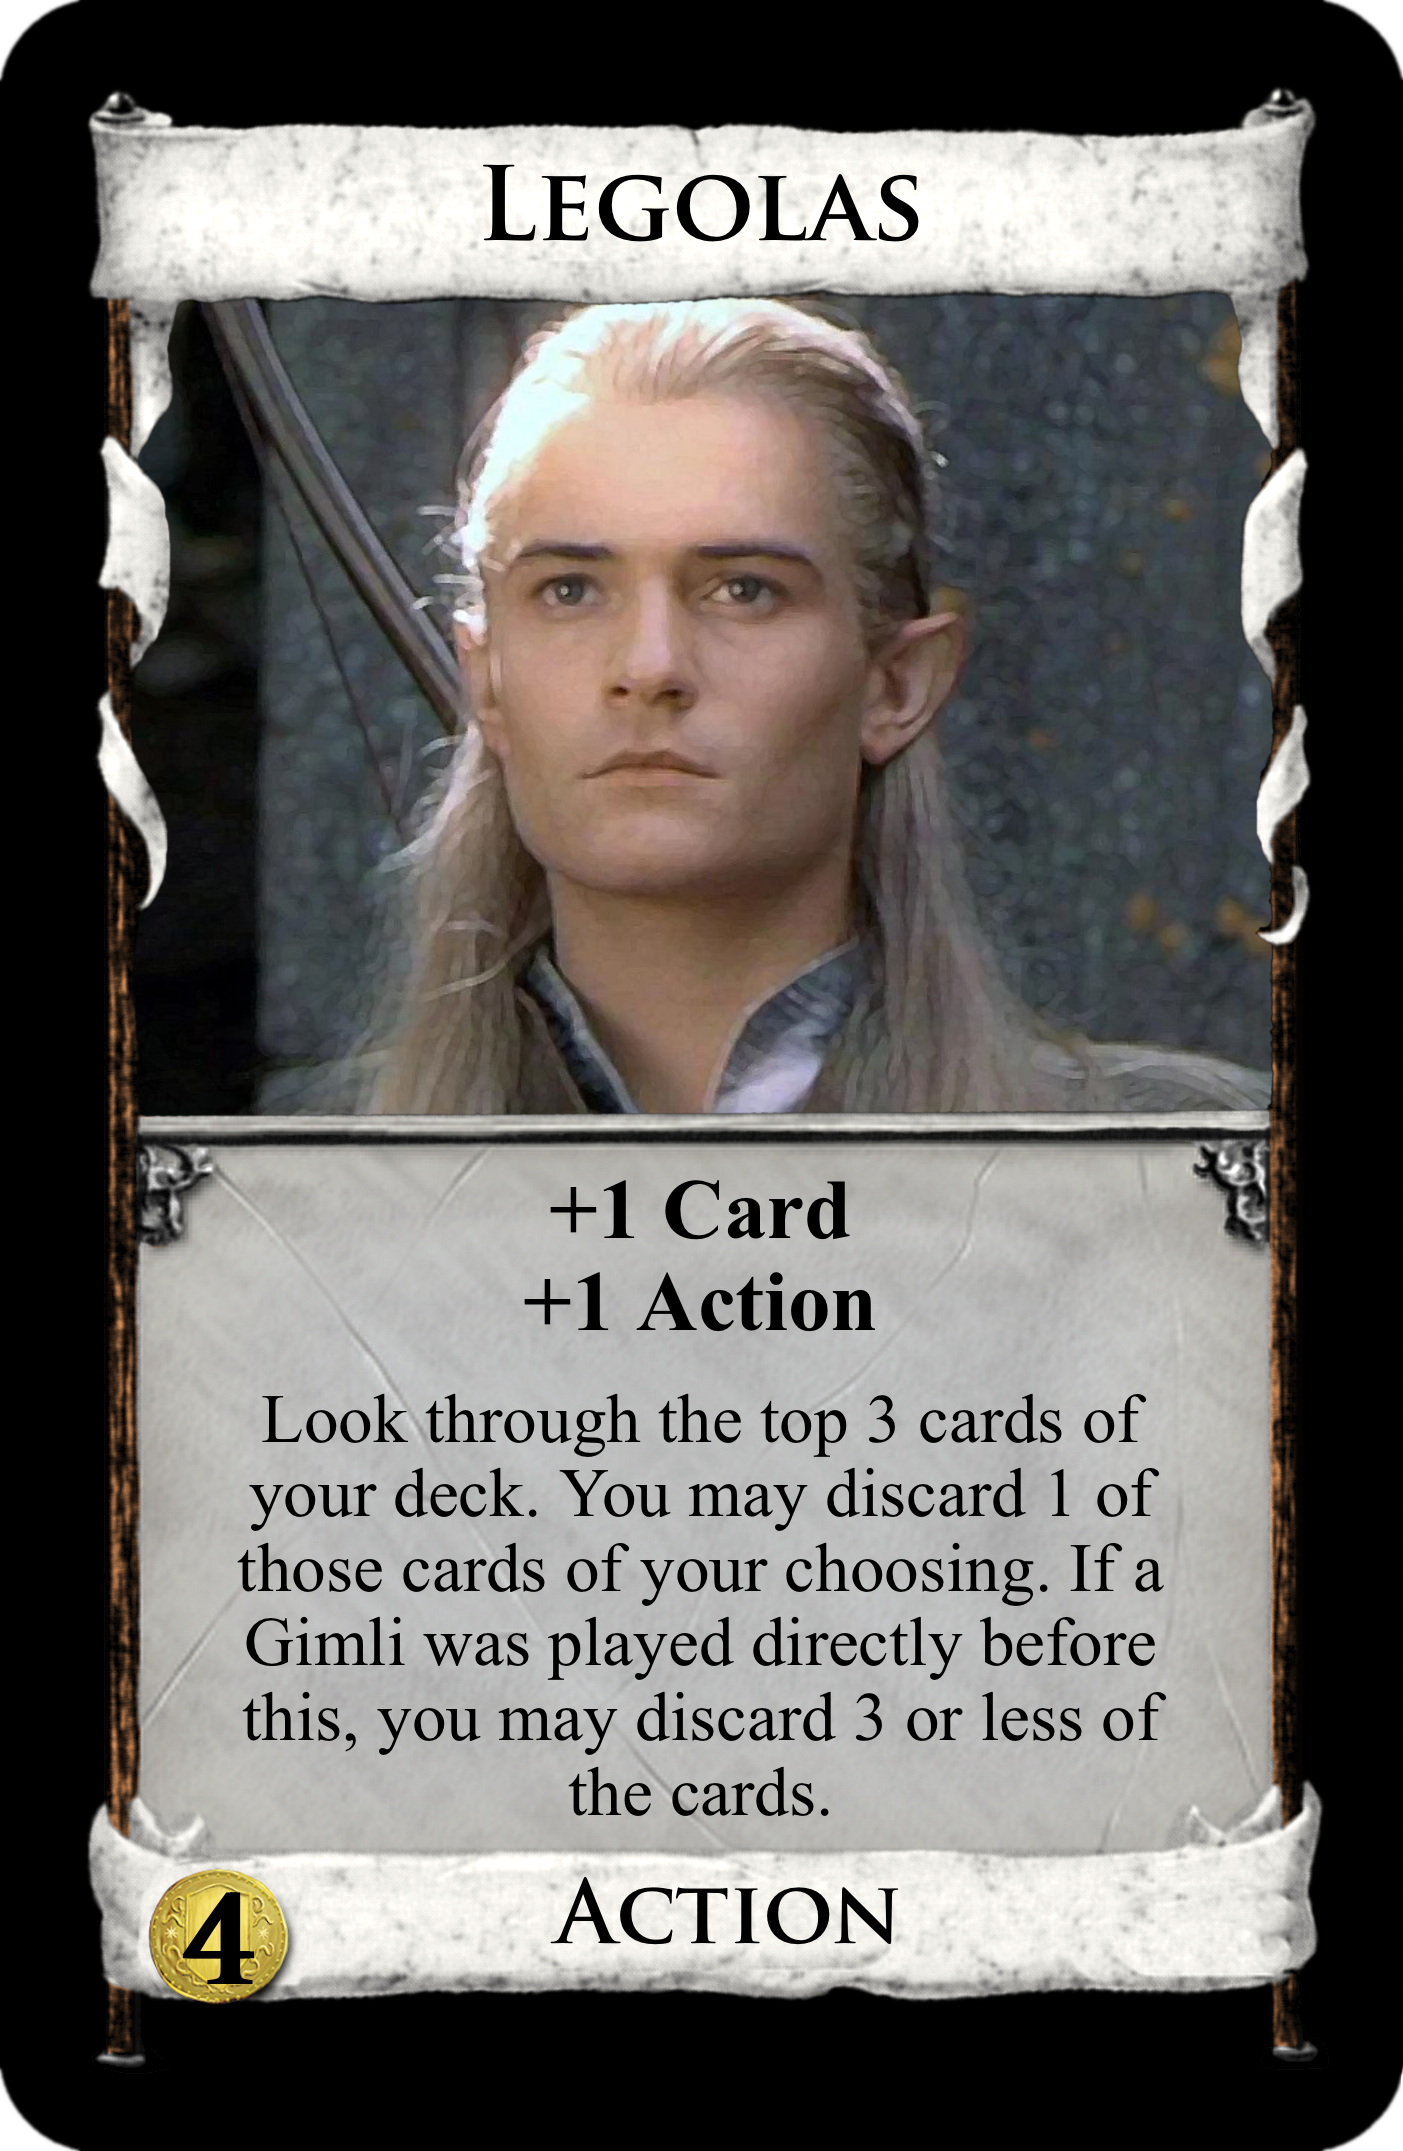 LEGOLAS
+1 Card
+1 Action
Look through the top 3 cards of
your deck. You may discard 1 of
those cards of your choosing. If a
Gimli was played directly before
this, you may discard 3 or less of
the cards.
4
ACTION